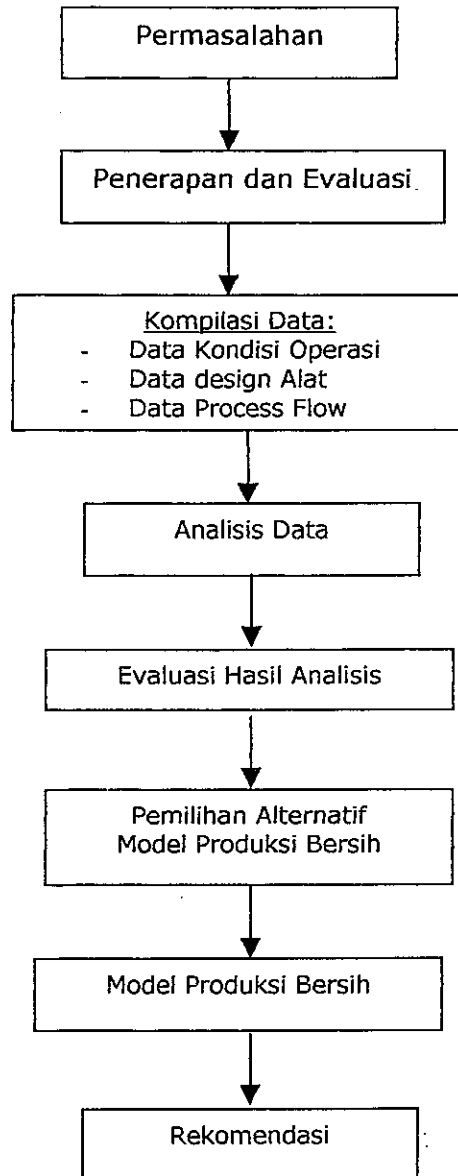 Permasalahan
Penerapan dan Evaluasi
Kompilasi Data:
- Data Kondisi Operasi
- Data design Alat
- Data Process Flow
Analisis Data
Evaluasi Hasil Analisis
Pemilihan Alternatif
Model Produksi Bersih
Model Produksi Bersih
Rekomendasi